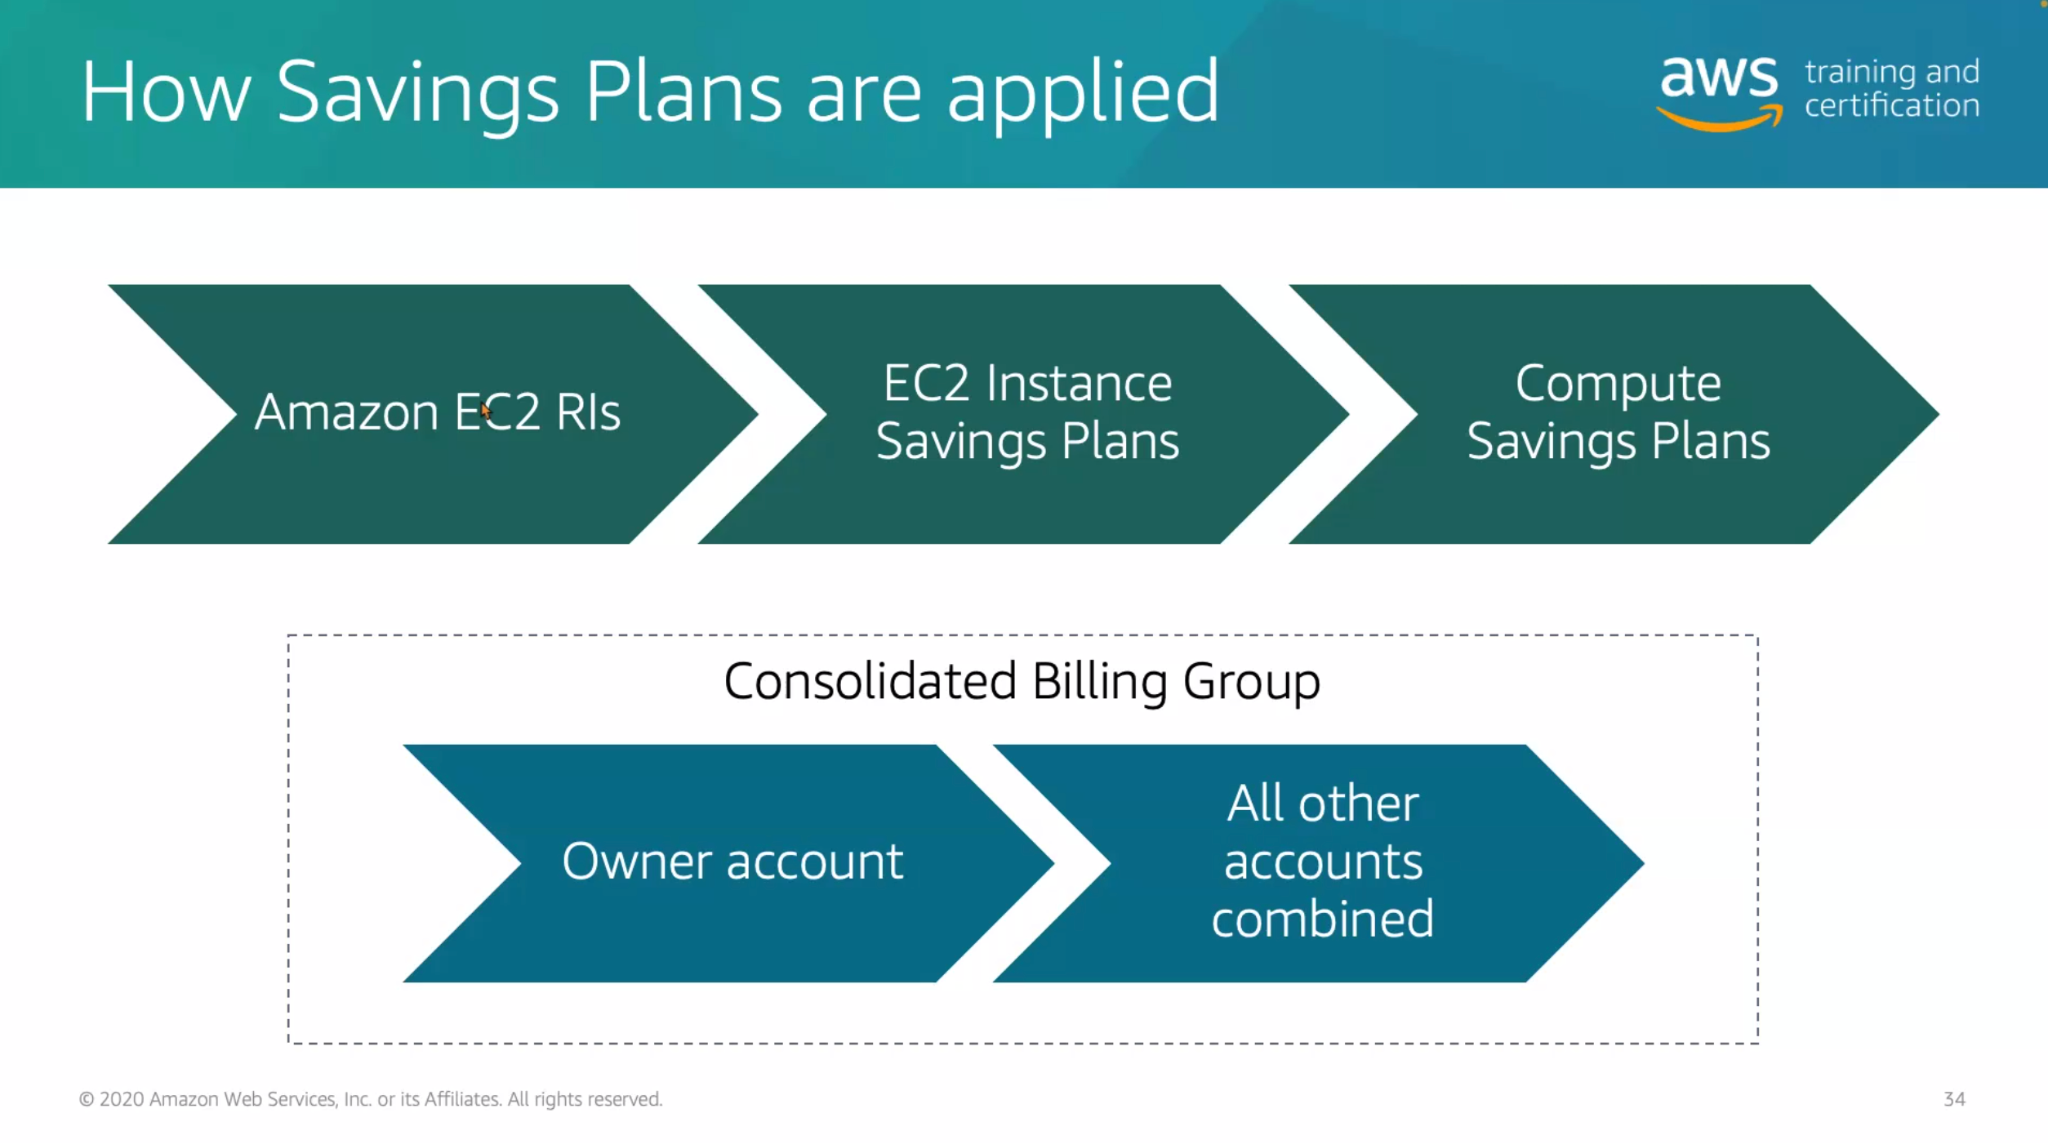 How Savings Plans are applied
aws training and
certification
Amazon EC2 RIs
EC2 Instance
Savings Plans
Compute
Savings Plans
Consolidated Billing Group
Owner account
All other
accounts
combined
© 2020 Amazon Web Services, Inc. or its Affiliates. All rights reserved.
34